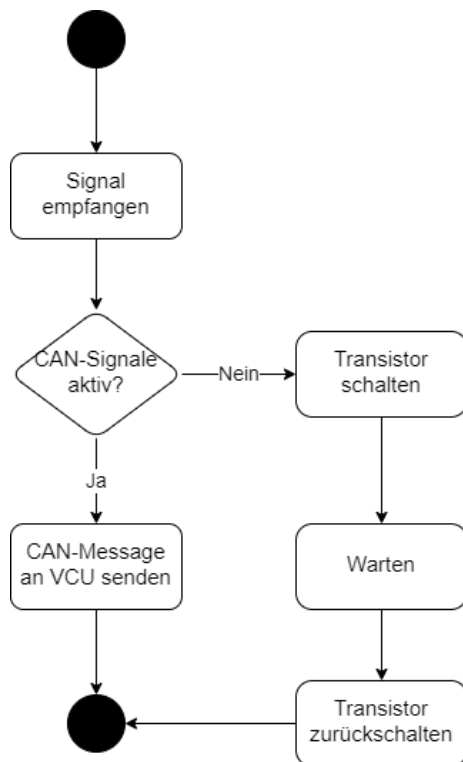 Signal
empfangen
CAN-Signale
aktiv?
Nein
Transistor
schalten
Ja
CAN-Message
an VCU senden
Warten
Transistor
zurückschalten